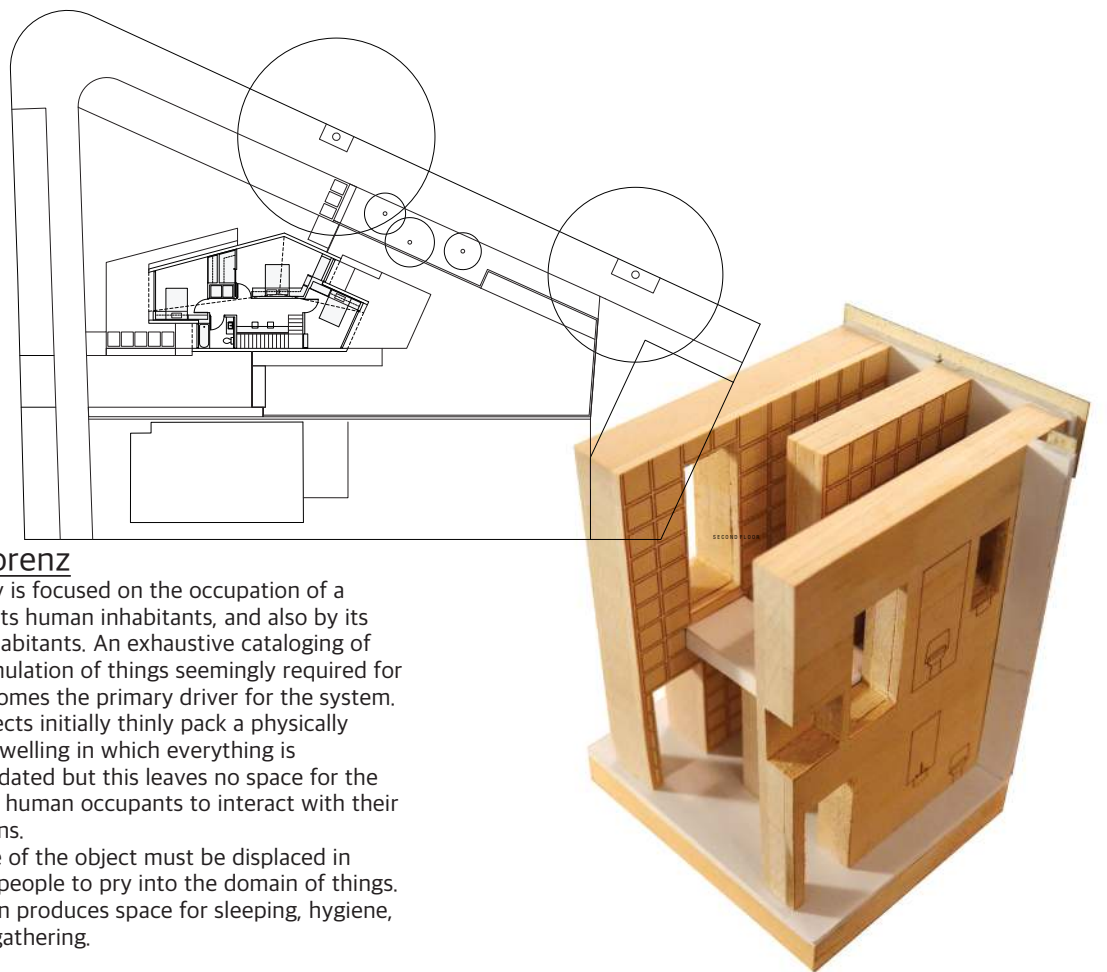 SECOND FLOOR
orenz
y is focused on the occupation of a
ts human inhabitants, and also by its
abitants. An exhaustive cataloging of
mulation of things seemingly required for
omes the primary driver for the system.
ects initially thinly pack a physically
welling in which everything is
dated but this leaves no space for the
human occupants to interact with their
ns.
e of the object must be displaced in
people to pry into the domain of things.
n produces space for sleeping, hygiene,
gathering.